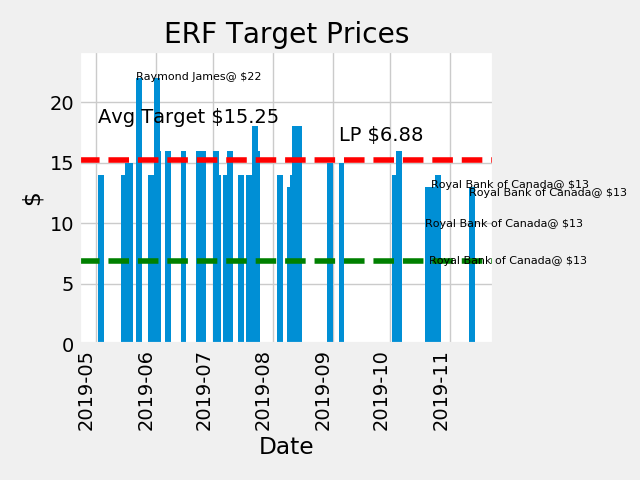 ERF Target Prices
Raymond James@ $22
Avg Target $15.25
LP $6.88
Royal Bank of Canada@ $13
Royal Bank of Canada@ $13
Royal Bank of Canada@ $13
Royal Bank of Canada@ $13
$
20
15
10
5
0
2019-05
2019-06
2019-07
2019-08
2019-09
2019-10
2019-11
Date